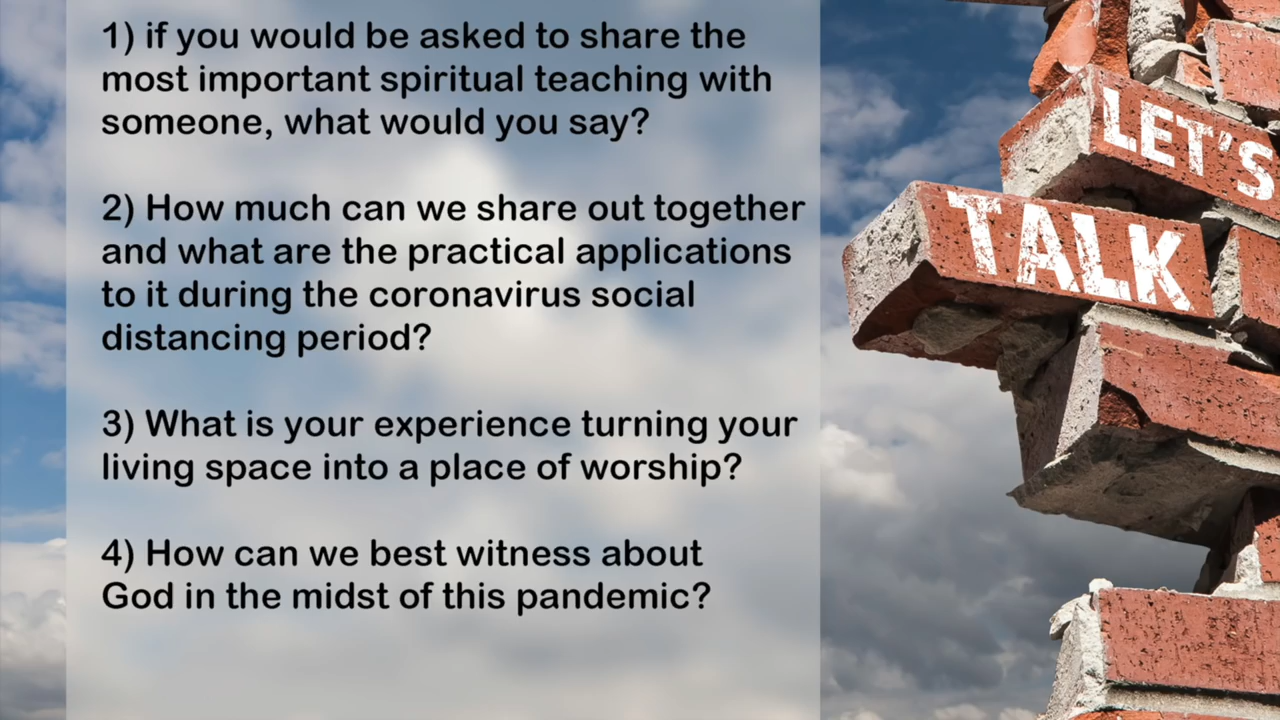 1) if you would be asked to share the
most important spiritual teaching with
someone, what would you say?
2) How much can we share out together
and what are the practical applications
to it during the coronavirus social
distancing period?
3) What is your experience turning your
living space into a place of worship?
4) How can we best witness about
God in the midst of this pandemic?
LET'S
TALK